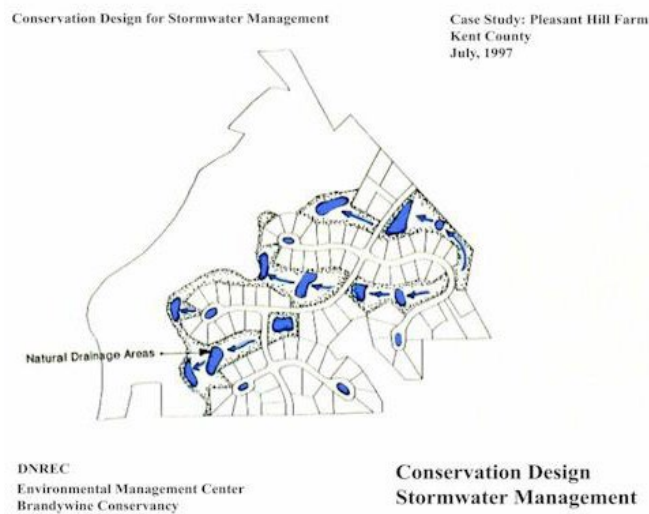 Conservation Design for Stormwater Management
Case Study: Pleasant Hill Farm
Kent County
July, 1997
Natural Drainage Areas
DNREC
Environmental Management Center
Brandywine Conservancy
Conservation Design
Stormwater Management